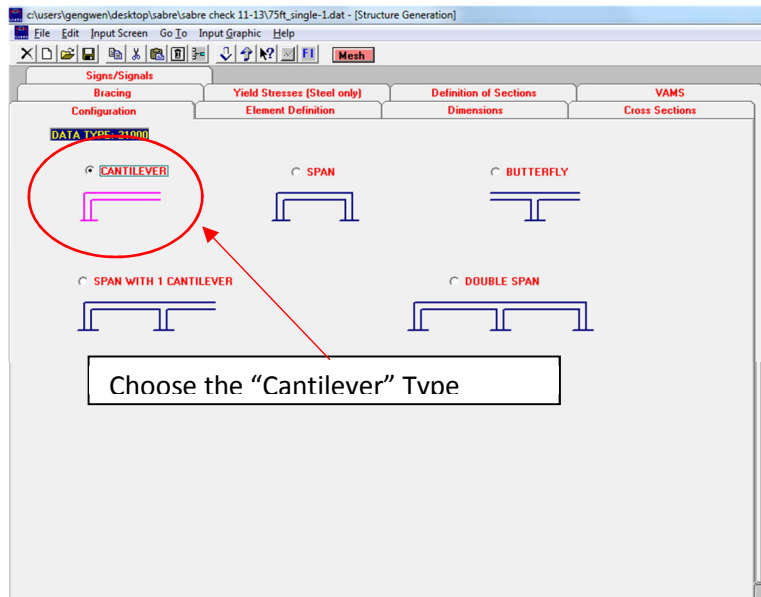 c:\users\gengwen\desktop\sabre\sabre check 11-13\75ft_single-1.dat - [Structure Generation]
File Edit Input Screen Go To Input Graphic Help
Mesh
Signs/Signals
Bracing Yield Stresses (Steel only) Definition of Sections VAMS
Configuration Element Definition Dimensions Cross Sections
DATA TYPE: 21000
CANTILEVER SPAN BUTTERFLY
SPAN WITH 1 CANTILEVER DOUBLE SPAN
Choose the “Cantilever” Type